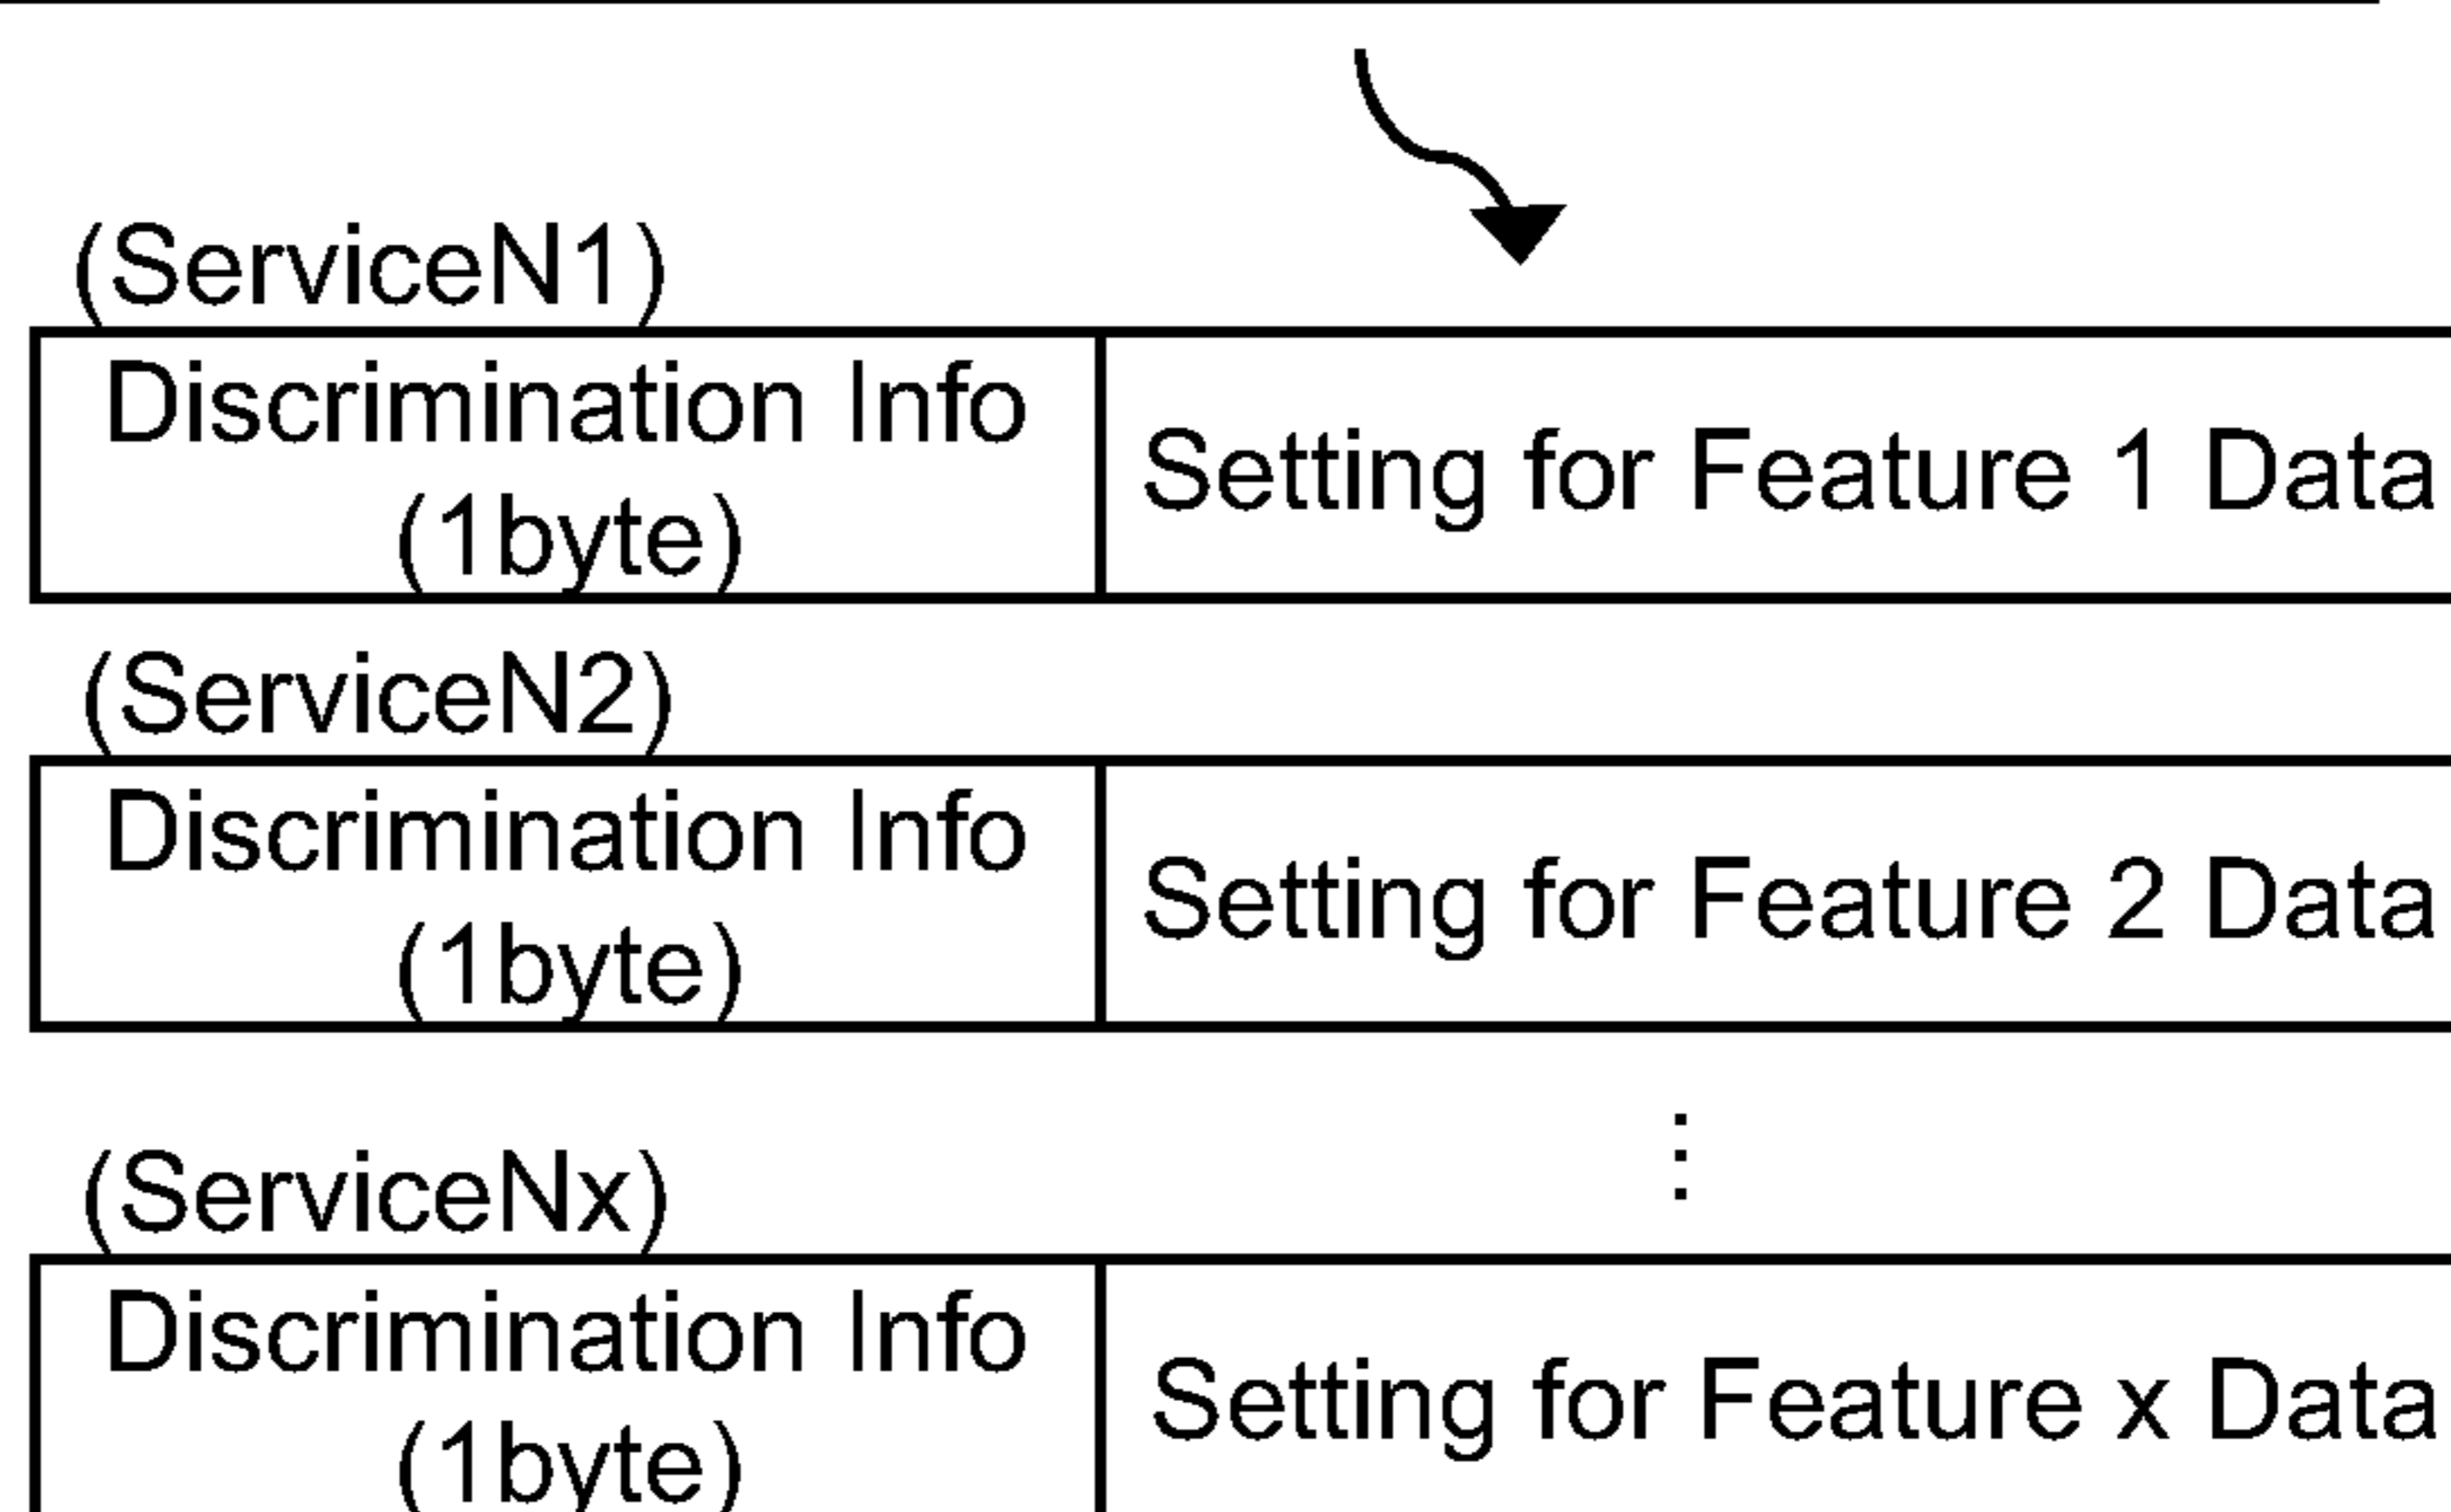 (ServiceN1)
Discrimination Info
(1byte)
Setting for Feature 1 Data
(ServiceN2)
Discrimination Info
(1byte)
Setting for Feature 2 Data
(ServiceNx)
Discrimination Info
(1byte)
Setting for Feature x Data